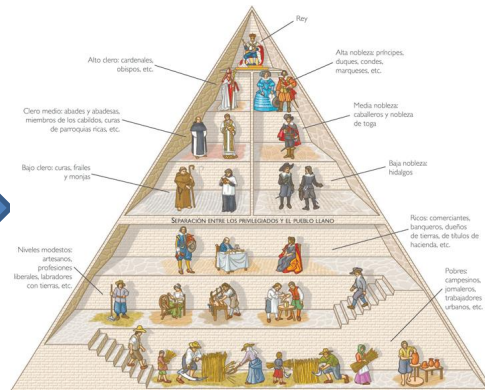 Rey
Alto clero: cardenales,
obispos, etc.
Alta nobleza: príncipes,
duques, condes,
marqueses, etc.
Clero medio: abades y abadesas,
miembros de los cabildos, curas
de parroquias ricas, etc.
Media nobleza:
caballeros y nobleza
de toga
Bajo clero: curas, frailes
y monjas
Baja nobleza:
hidalgos
SEPARACIÓN ENTRE LOS PRIVILEGIADOS Y EL PUEBLO LLANO
Ricos: comerciantes,
banqueros, dueños
de tierras, de títulos de
hacienda, etc.
Niveles modestos:
artesanos,
profesiones
liberales, labradores
con tierras, etc.
Pobres:
campesinos,
jornaleros,
trabajadores
urbanos, etc.